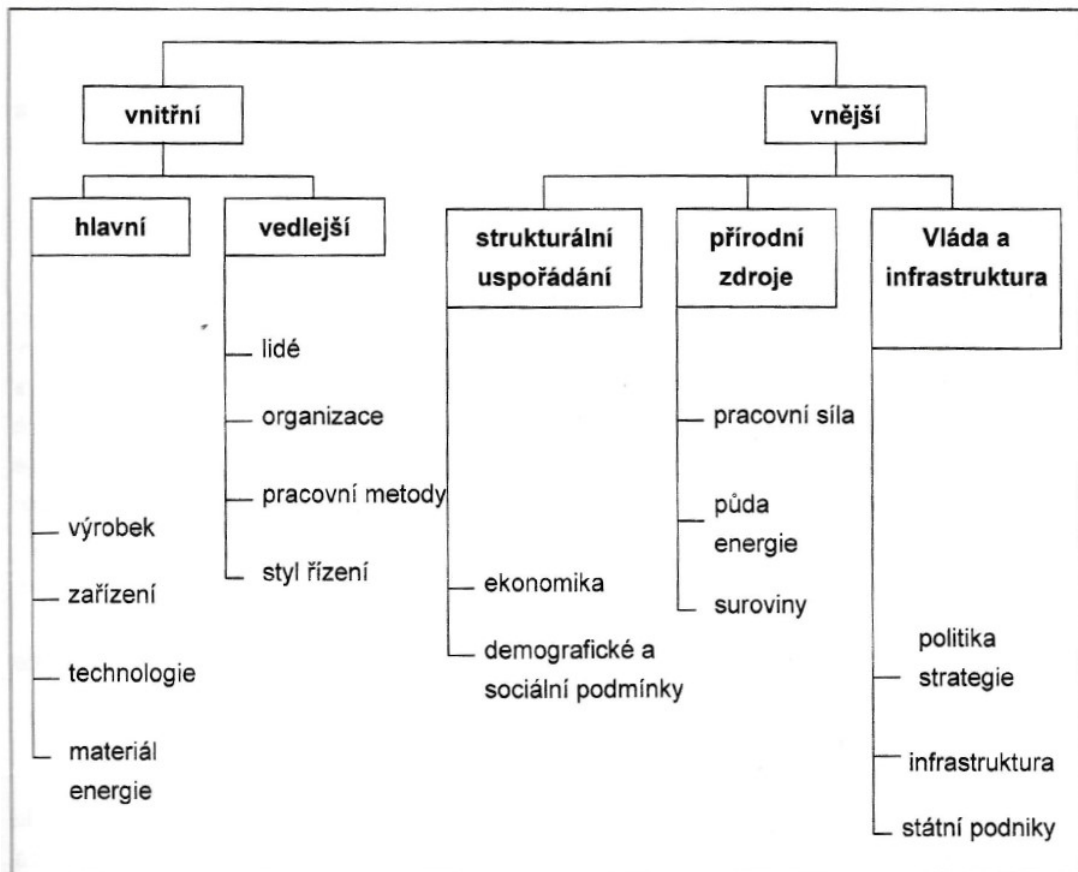 vnitřní
vnější
hlavní
vedlejší
strukturální
uspořádání
přírodní
zdroje
Vláda a
infrastruktura
výrobek
zařízení
technologie
materiál
energie
lidé
organizace
pracovní metody
styl řízení
ekonomika
demografické a
sociální podmínky
pracovní síla
půda
energie
suroviny
politika
strategie
infrastruktura
státní podniky